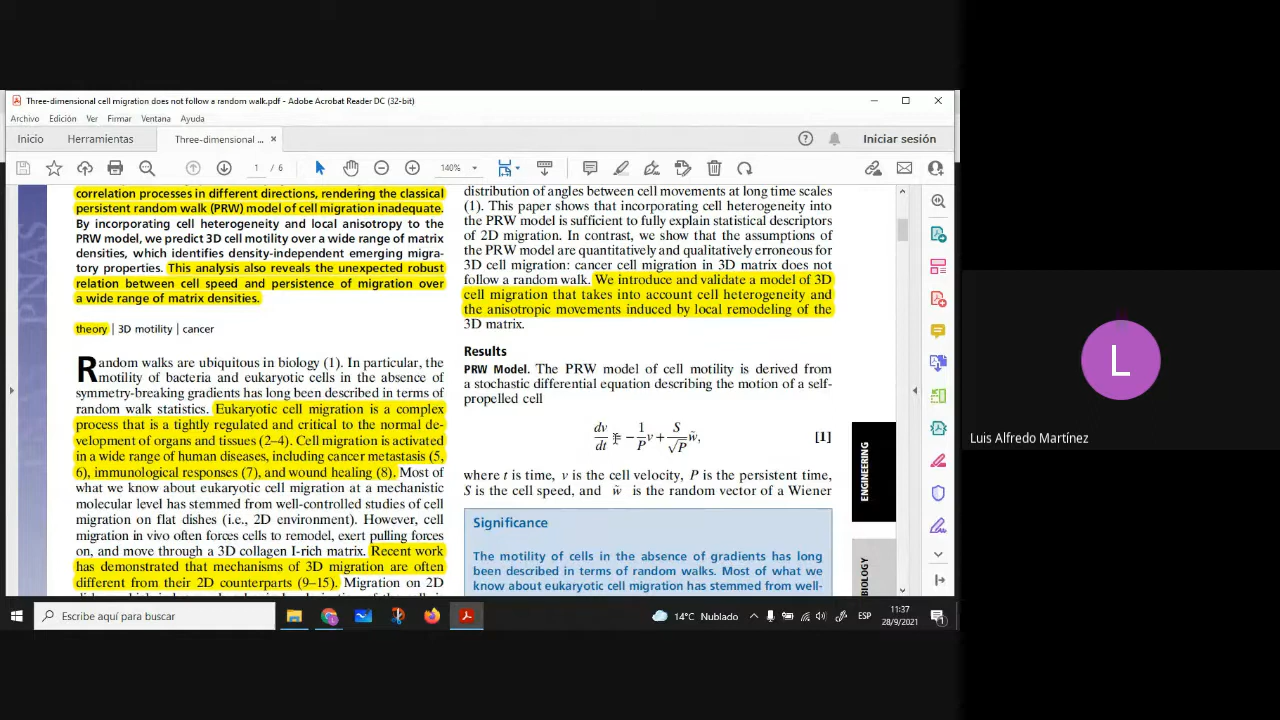 Three-dimensional cell migration does not follow a random walk.pdf - Adobe Acrobat Reader DC (32-bit)
Archivo Edición Ver Firmar Ventana Ayuda
Inicio Herramientas Three-dimensional ... × Iniciar sesión
1 / 6 140%
PNAS
correlation processes in different directions, rendering the classical
persistent random walk (PRW) model of cell migration inadequate.
By incorporating cell heterogeneity and local anisotropy to the
PRW model, we predict 3D cell motility over a wide range of matrix
densities, which identifies density-independent emerging migra-
tory properties. This analysis also reveals the unexpected robust
relation between cell speed and persistence of migration over
a wide range of matrix densities.
theory | 3D motility | cancer
Random walks are ubiquitous in biology (1). In particular, the
motility of bacteria and eukaryotic cells in the absence of
symmetry-breaking gradients has long been described in terms of
random walk statistics. Eukaryotic cell migration is a complex
process that is a tightly regulated and critical to the normal de-
velopment of organs and tissues (2–4). Cell migration is activated
in a wide range of human diseases, including cancer metastasis (5,
6), immunological responses (7), and wound healing (8). Most of
what we know about eukaryotic cell migration at a mechanistic
molecular level has stemmed from well-controlled studies of cell
migration on flat dishes (i.e., 2D environment). However, cell
migration in vivo often forces cells to remodel, exert pulling forces
on, and move through a 3D collagen I-rich matrix. Recent work
has demonstrated that mechanisms of 3D migration are often
different from their 2D counterparts (9–15). Migration on 2D
distribution of angles between cell movements at long time scales
(1). This paper shows that incorporating cell heterogeneity into
the PRW model is sufficient to fully explain statistical descriptors
of 2D migration. In contrast, we show that the assumptions of
the PRW model are quantitatively and qualitatively erroneous for
3D cell migration: cancer cell migration in 3D matrix does not
follow a random walk. We introduce and validate a model of 3D
cell migration that takes into account cell heterogeneity and
the anisotropic movements induced by local remodeling of the
3D matrix.
Results
PRW Model. The PRW model of cell motility is derived from
a stochastic differential equation describing the motion of a self-
propelled cell
dv/dt = −1/P v + S/√P w̃, [1]
where t is time, v is the cell velocity, P is the persistent time,
S is the cell speed, and w̃ is the random vector of a Wiener
Significance
The motility of cells in the absence of gradients has long
been described in terms of random walks. Most of what we
know about eukaryotic cell migration has stemmed from well-
ENGINEERING
BIOLOGY
L
Luis Alfredo Martínez
Escribe aquí para buscar
14°C Nublado ESP 11:37
28/9/2021 1